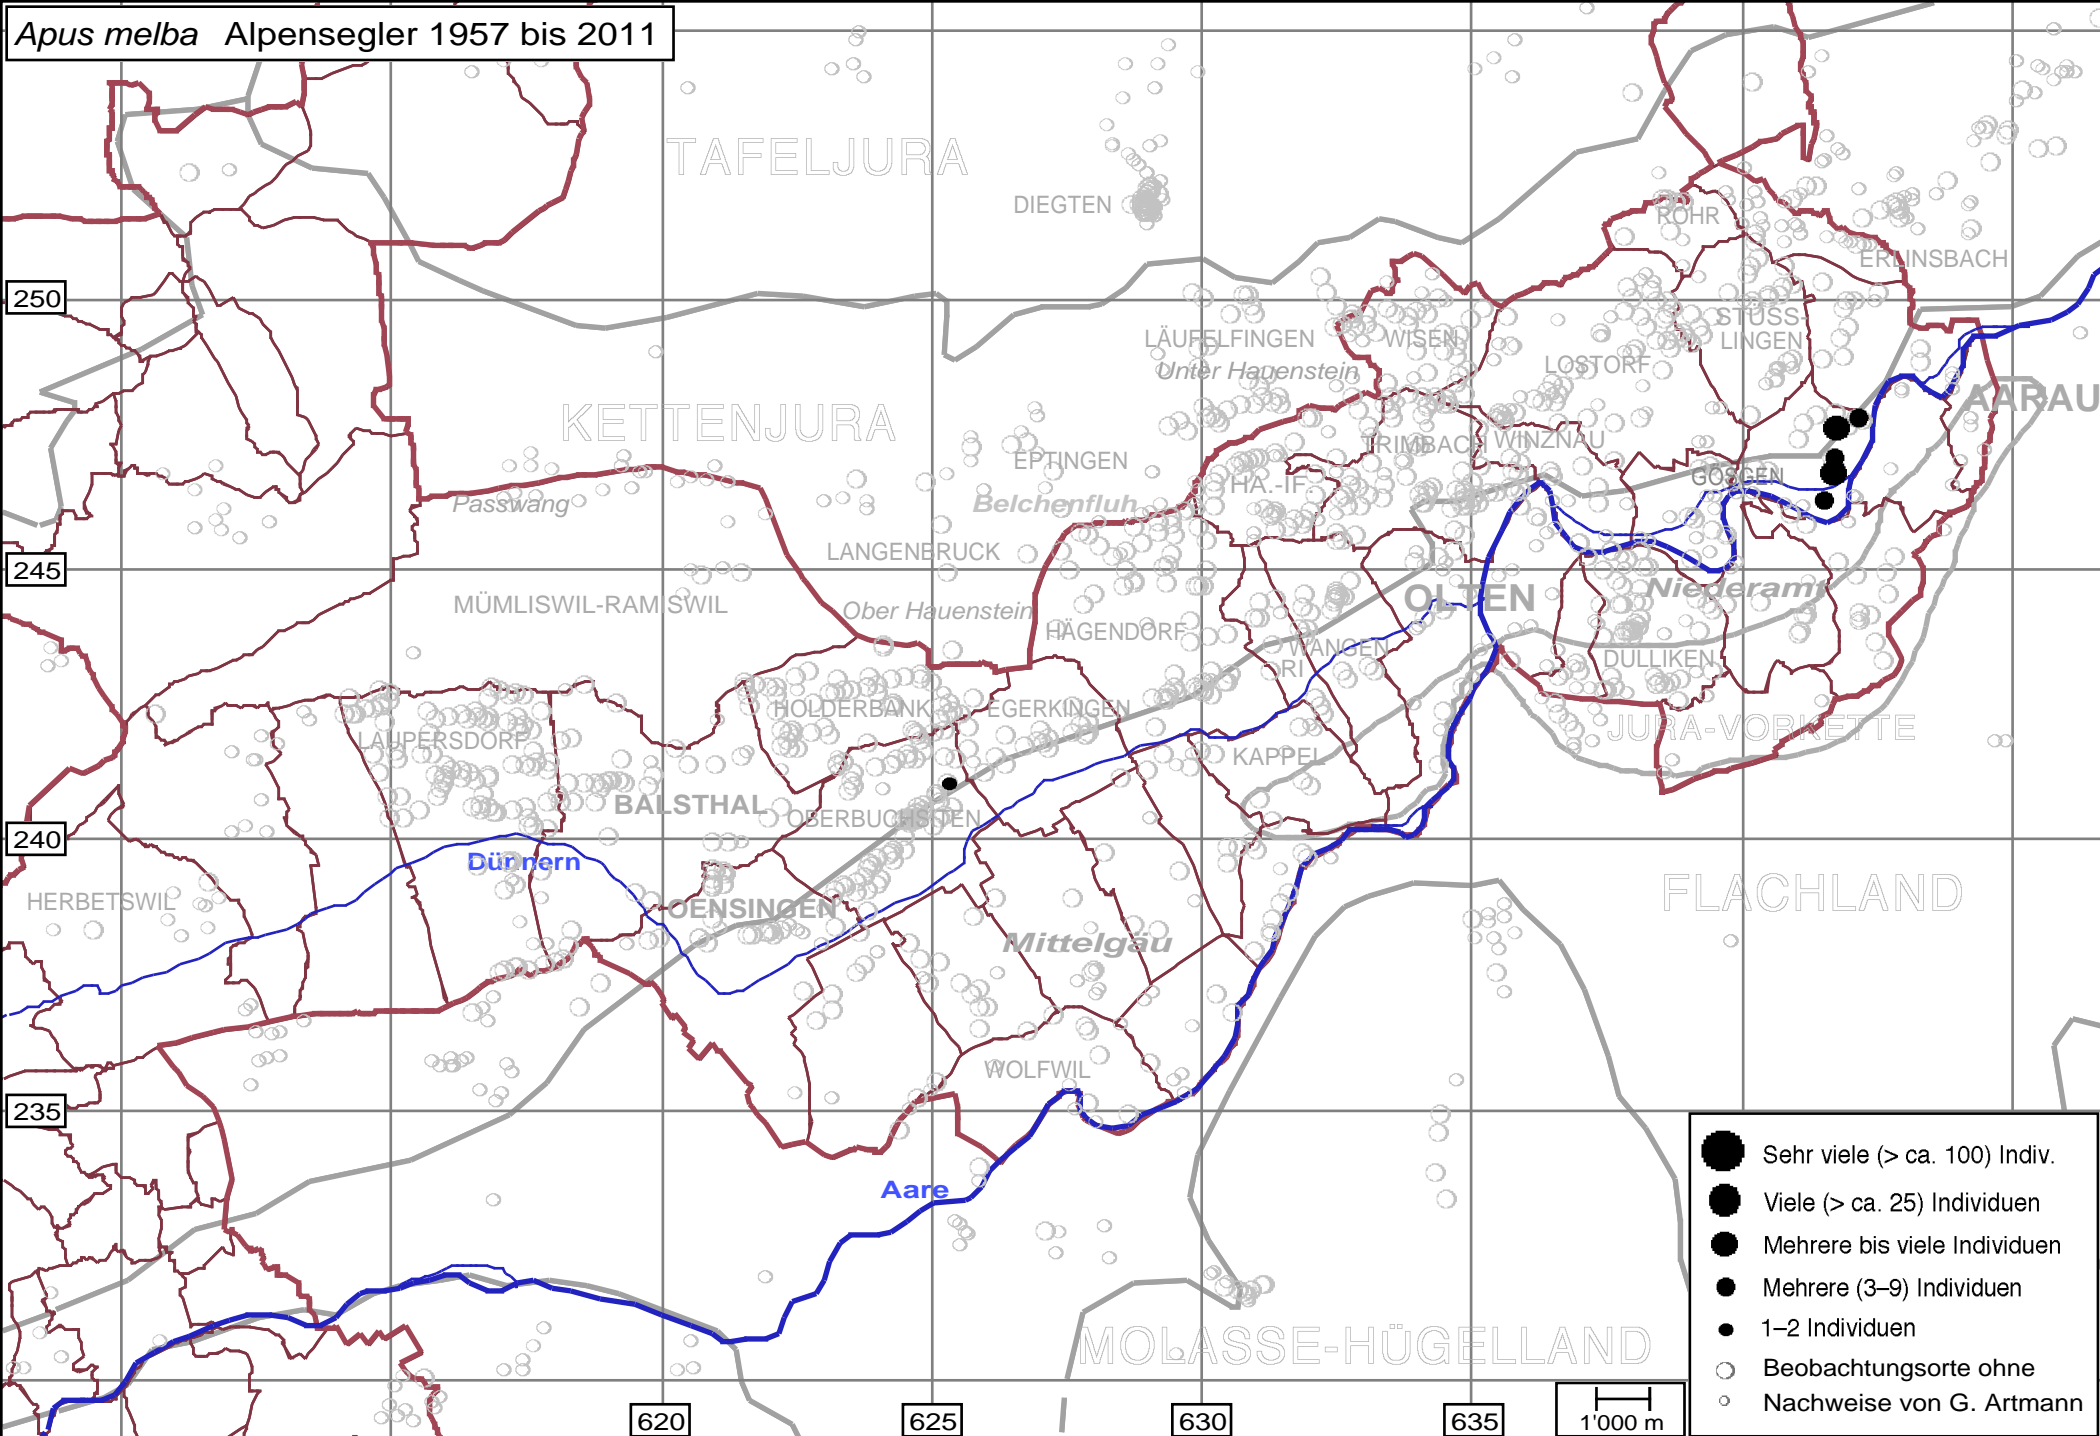 Apus melba Alpensegler 1957 bis 2011
TAFELJURA
DIEGTEN
ROHR
ERLINSBACH
250
LÄUFELFINGEN
WISEN
STÜSS-
LINGEN
Unter Hauenstein
LOSTORF
AARAU
KETTENJURA
TRIMBACH
WINZNAU
EPTINGEN
GÖSGEN
HA.-IF.
Passwang
Belchenfluh
LANGENBRUCK
245
MÜMLISWIL-RAMISWIL
Niederamt
OLTEN
Ober Hauenstein
HÄGENDORF
WANGEN
RI
DULLIKEN
HOLDERBANK
EGERKINGEN
JURA-VORKETTE
LAUPERSDORF
KAPPEL
BALSTHAL
OBERBUCHSITEN
240
Dünnern
HERBETSWIL
OENSINGEN
FLACHLAND
Mittelgäu
WOLFWIL
235
Aare
MOLASSE-HÜGELLAND
Sehr viele (> ca. 100) Indiv.
Viele (> ca. 25) Individuen
Mehrere bis viele Individuen
Mehrere (3–9) Individuen
1–2 Individuen
Beobachtungsorte ohne
Nachweise von G. Artmann
620
625
630
635
1'000 m